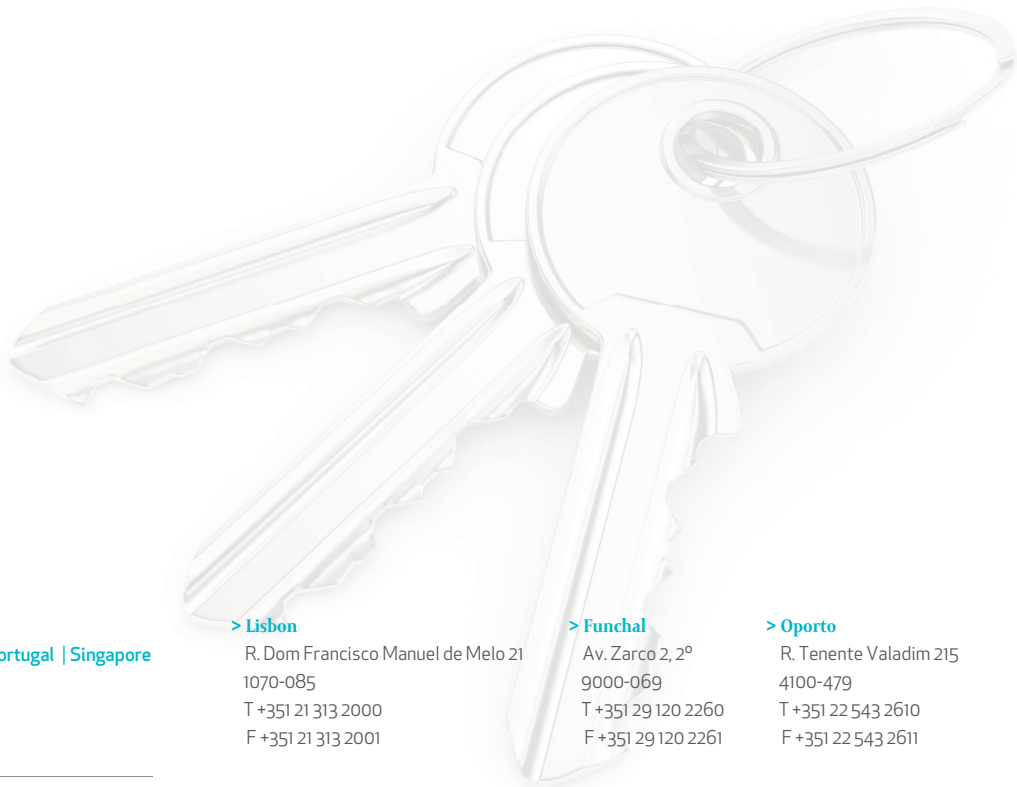 Singapore
> Lisbon
R. Dom Francisco Manuel de Melo 21
1070-085
T +351 21 313 2000
F +351 21 313 2001
> Funchal
Av. Zarco 2, 2º
9000-069
T +351 29 120 2260
F +351 29 120 2261
> Oporto
R. Tenente Valadim 215
4100-479
T +351 22 543 2610
F +351 22 543 2611